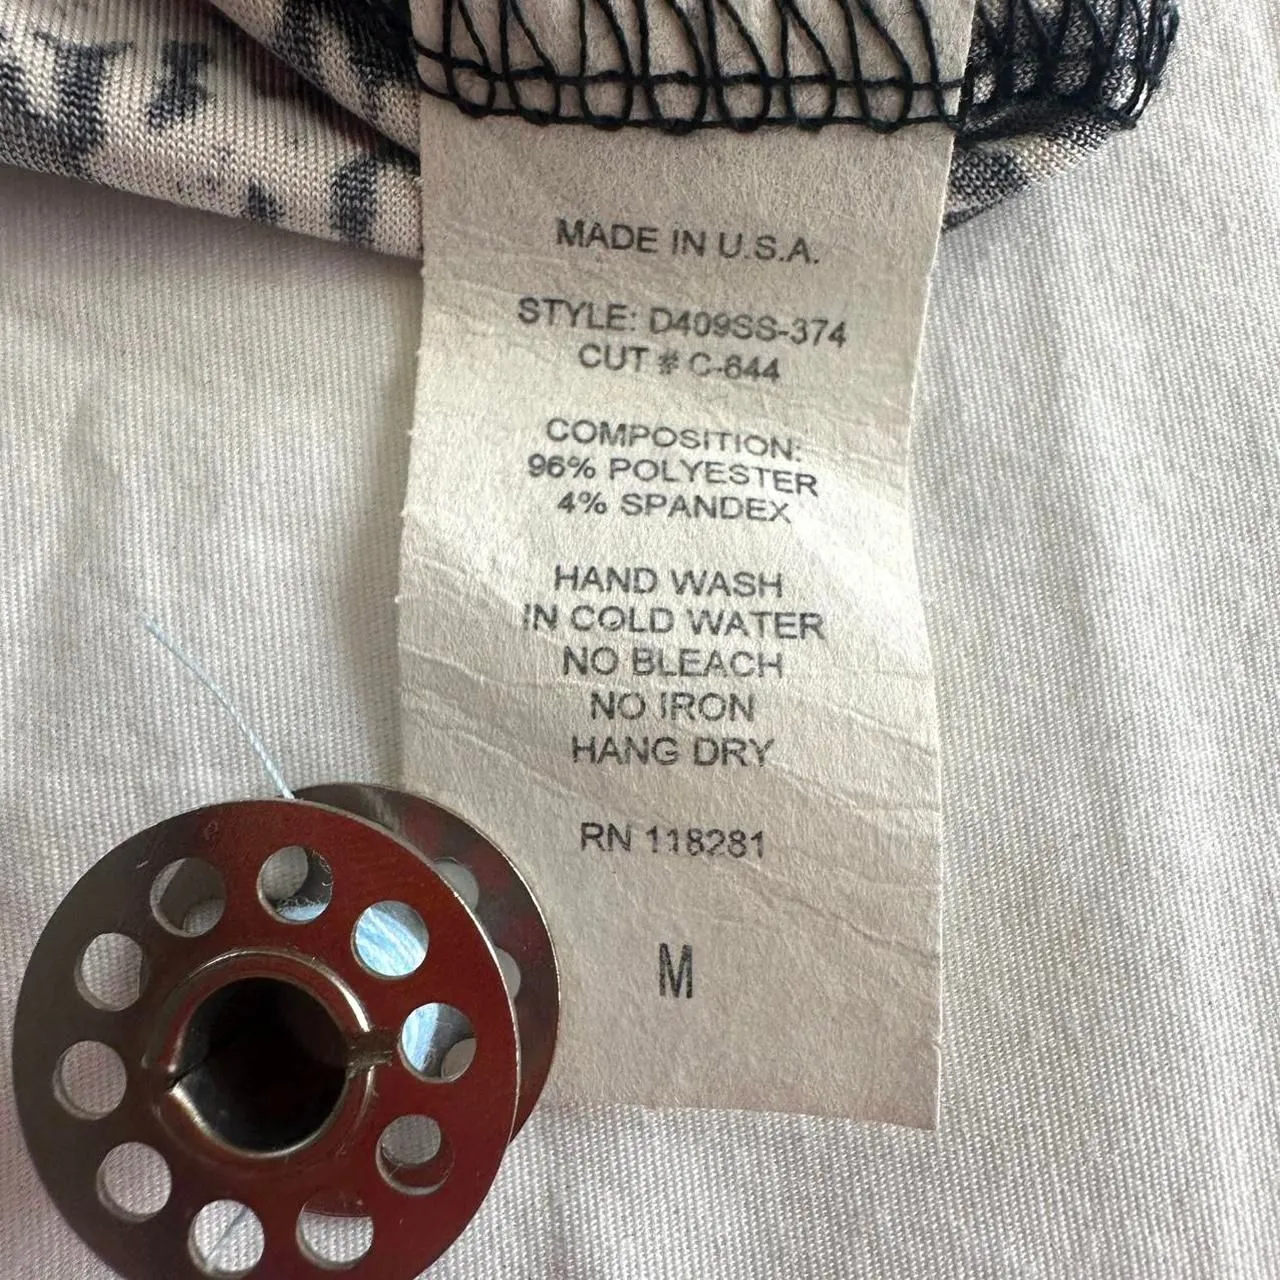 MADE IN U.S.A.
STYLE: D409SS-374
CUT # C-644
COMPOSITION:
96% POLYESTER
4% SPANDEX
HAND WASH
IN COLD WATER
NO BLEACH
NO IRON
HANG DRY
RN 118281
M